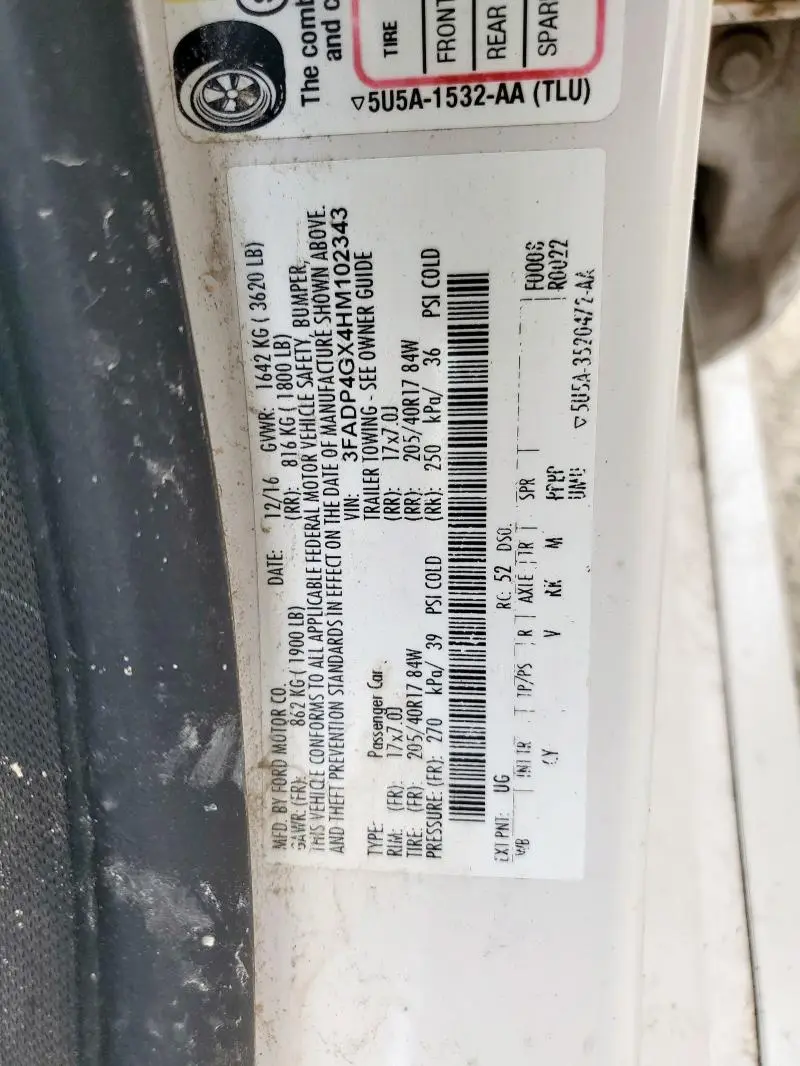 The comb
and c
TIRE
FRONT
REAR
SPAR
▽5U5A-1532-AA (TLU)
MFD. BY FORD MOTOR CO. DATE: 12/16 GVWR: 1642 KG ( 3620 LB)
GAWR: (FR): 862 KG ( 1900 LB) (RR): 816 KG ( 1800 LB)
THIS VEHICLE CONFORMS TO ALL APPLICABLE FEDERAL MOTOR VEHICLE SAFETY, BUMPER,
AND THEFT PREVENTION STANDARDS IN EFFECT ON THE DATE OF MANUFACTURE SHOWN ABOVE.
VIN: 3FADP4GX4HM102343
TYPE: Passenger Car TRAILER TOWING - SEE OWNER GUIDE
RIM: (FR): 17x7.0J (RR): 17x7.0J
TIRE: (FR): 205/40R17 84W (RR): 205/40R17 84W
PRESSURE: (FR): 270 kPa/ 39 PSI COLD (RR): 250 kPa/ 36 PSI COLD
EXT PNT: UG RC: 52 DSO:
WB INT TR TP/PS R AXLE TR SPR F0008
CY V KK M R0022
▽5U5A-3520472-AA